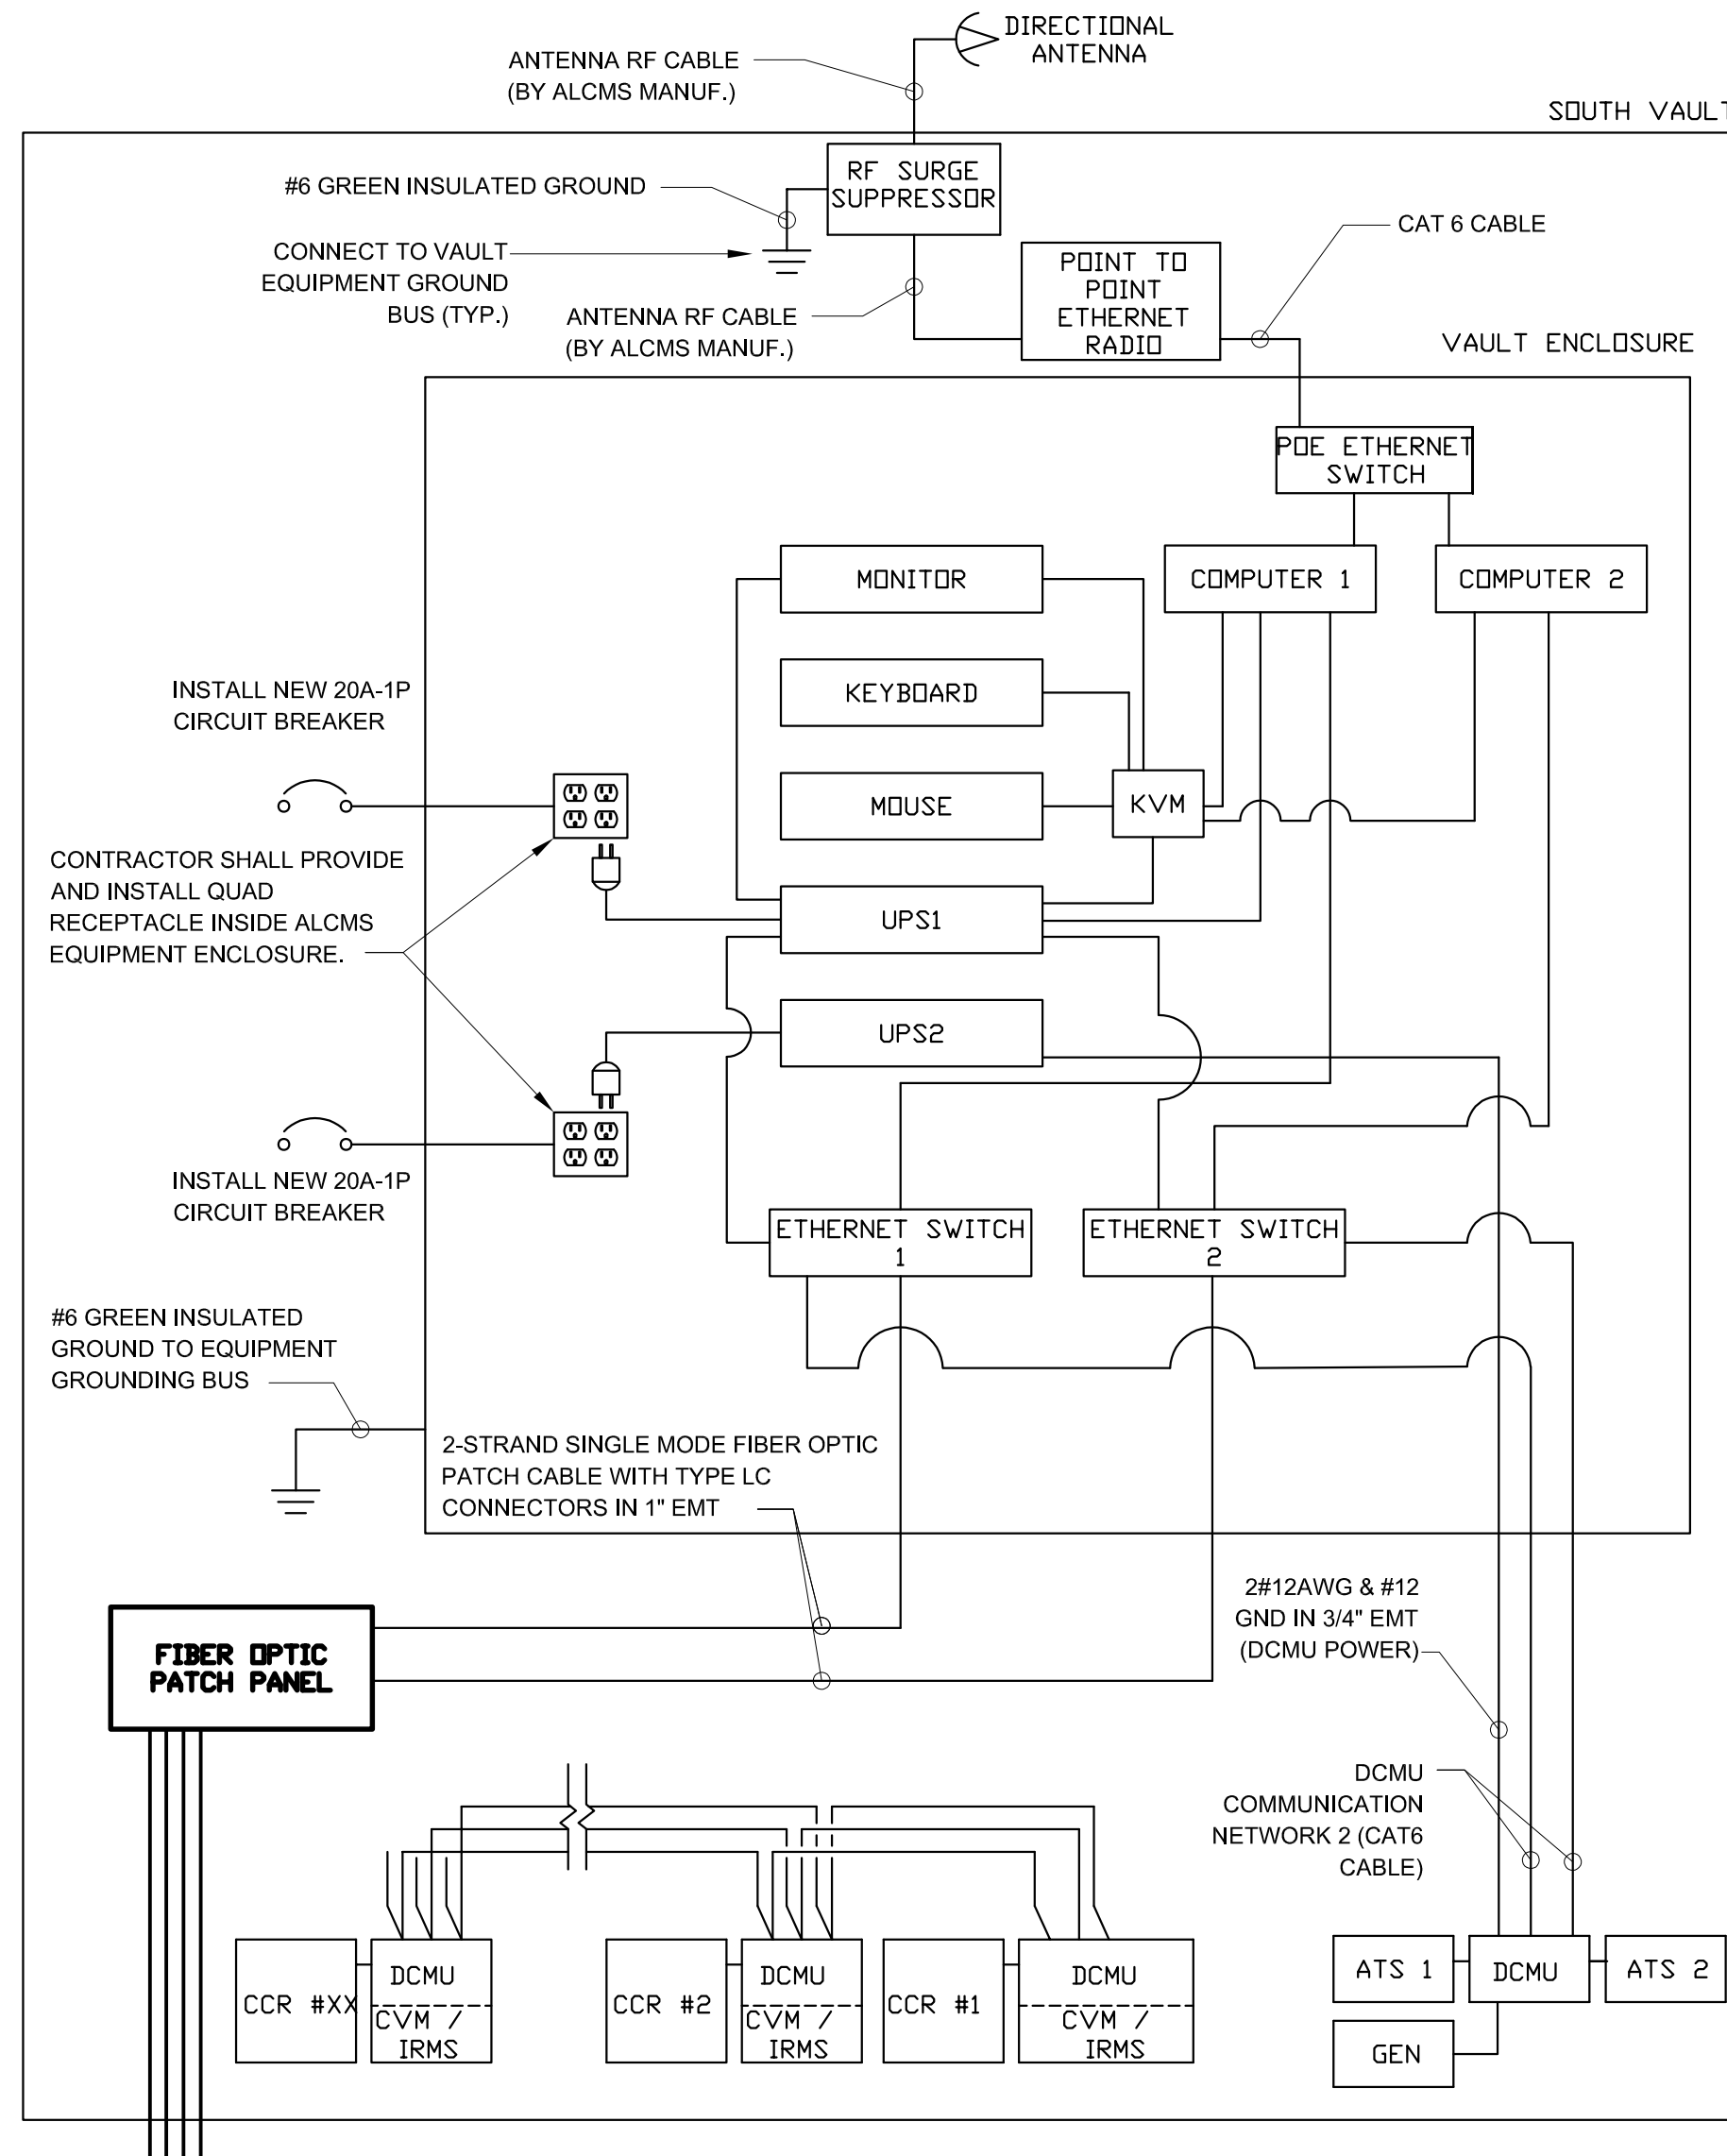 DIRECTIONAL
ANTENNA
ANTENNA RF CABLE
(BY ALCMS MANUF.)
SOUTH VAULT
RF SURGE
SUPPRESSOR
#6 GREEN INSULATED GROUND
CONNECT TO VAULT
EQUIPMENT GROUND
BUS (TYP.)
ANTENNA RF CABLE
(BY ALCMS MANUF.)
POINT TO
POINT
ETHERNET
RADIO
CAT 6 CABLE
VAULT ENCLOSURE
POE ETHERNET
SWITCH
MONITOR
COMPUTER 1
COMPUTER 2
KEYBOARD
INSTALL NEW 20A-1P
CIRCUIT BREAKER
MOUSE
KVM
CONTRACTOR SHALL PROVIDE
AND INSTALL QUAD
RECEPTACLE INSIDE ALCMS
EQUIPMENT ENCLOSURE.
UPS1
UPS2
INSTALL NEW 20A-1P
CIRCUIT BREAKER
ETHERNET SWITCH
1
ETHERNET SWITCH
2
#6 GREEN INSULATED
GROUND TO EQUIPMENT
GROUNDING BUS
2-STRAND SINGLE MODE FIBER OPTIC
PATCH CABLE WITH TYPE LC
CONNECTORS IN 1" EMT
FIBER OPTIC
PATCH PANEL
2#12AWG & #12
GND IN 3/4" EMT
(DCMU POWER)
DCMU
COMMUNICATION
NETWORK 2 (CAT6
CABLE)
CCR #XX
DCMU
CVM /
IRMS
CCR #2
DCMU
CVM /
IRMS
CCR #1
DCMU
CVM /
IRMS
ATS 1
DCMU
ATS 2
GEN